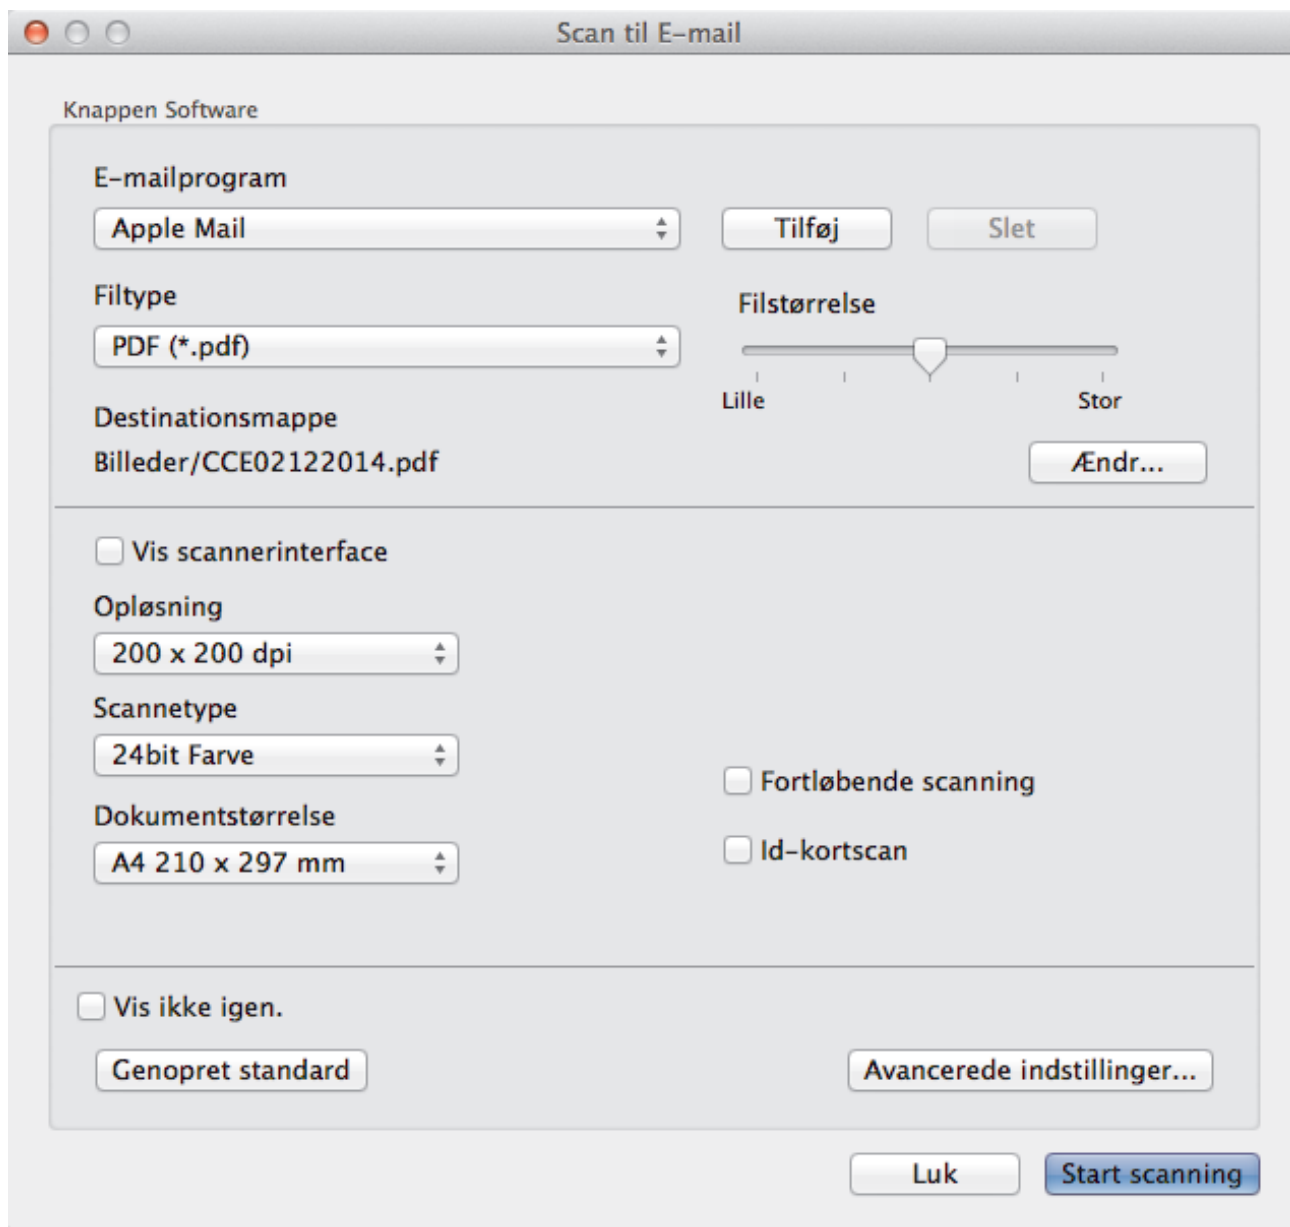 Scan til E-mail
Knappen Software
E-mailprogram
Apple Mail
Tilføj
Slet
Filtype
Filstørrelse
PDF (*.pdf)
Lille
Stor
Destinationsmappe
Billeder/CCE02122014.pdf
Ændr...
Vis scannerinterface
Opløsning
200 x 200 dpi
Scannetype
24bit Farve
Fortløbende scanning
Dokumentstørrelse
A4 210 x 297 mm
Id-kortscan
Vis ikke igen.
Genopret standard
Avancerede indstillinger...
Luk
Start scanning